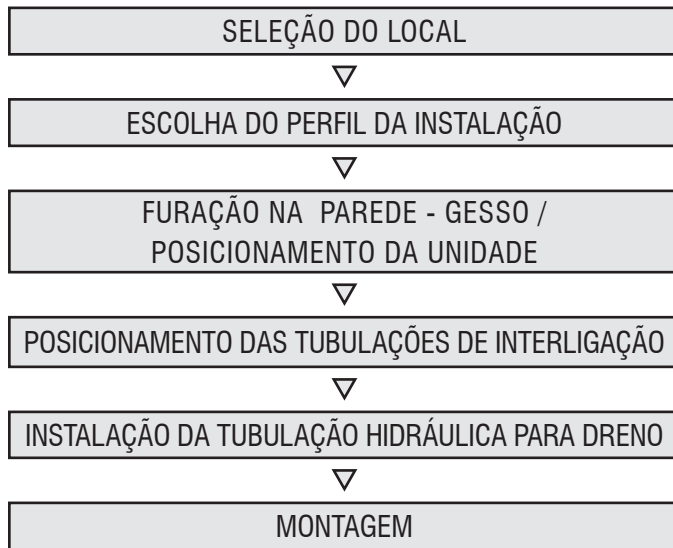 SELEÇÃO DO LOCAL
ESCOLHA DO PERFIL DA INSTALAÇÃO
FURAÇÃO NA PAREDE - GESSO /
POSICIONAMENTO DA UNIDADE
POSICIONAMENTO DAS TUBULAÇÕES DE INTERLIGAÇÃO
INSTALAÇÃO DA TUBULAÇÃO HIDRÁULICA PARA DRENO
MONTAGEM